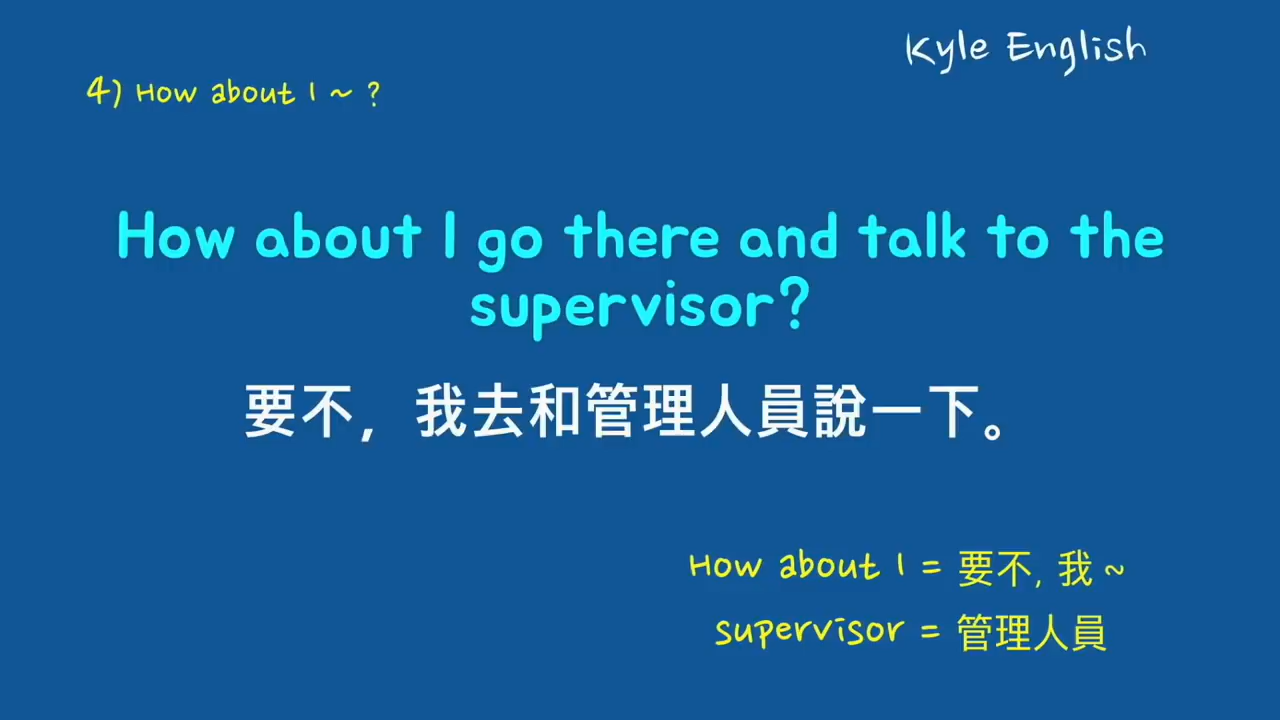 Kyle English
4) How about I ~ ?
How about I go there and talk to the
supervisor?
要不，我去和管理人員說一下。
How about I = 要不, 我 ~
supervisor = 管理人員